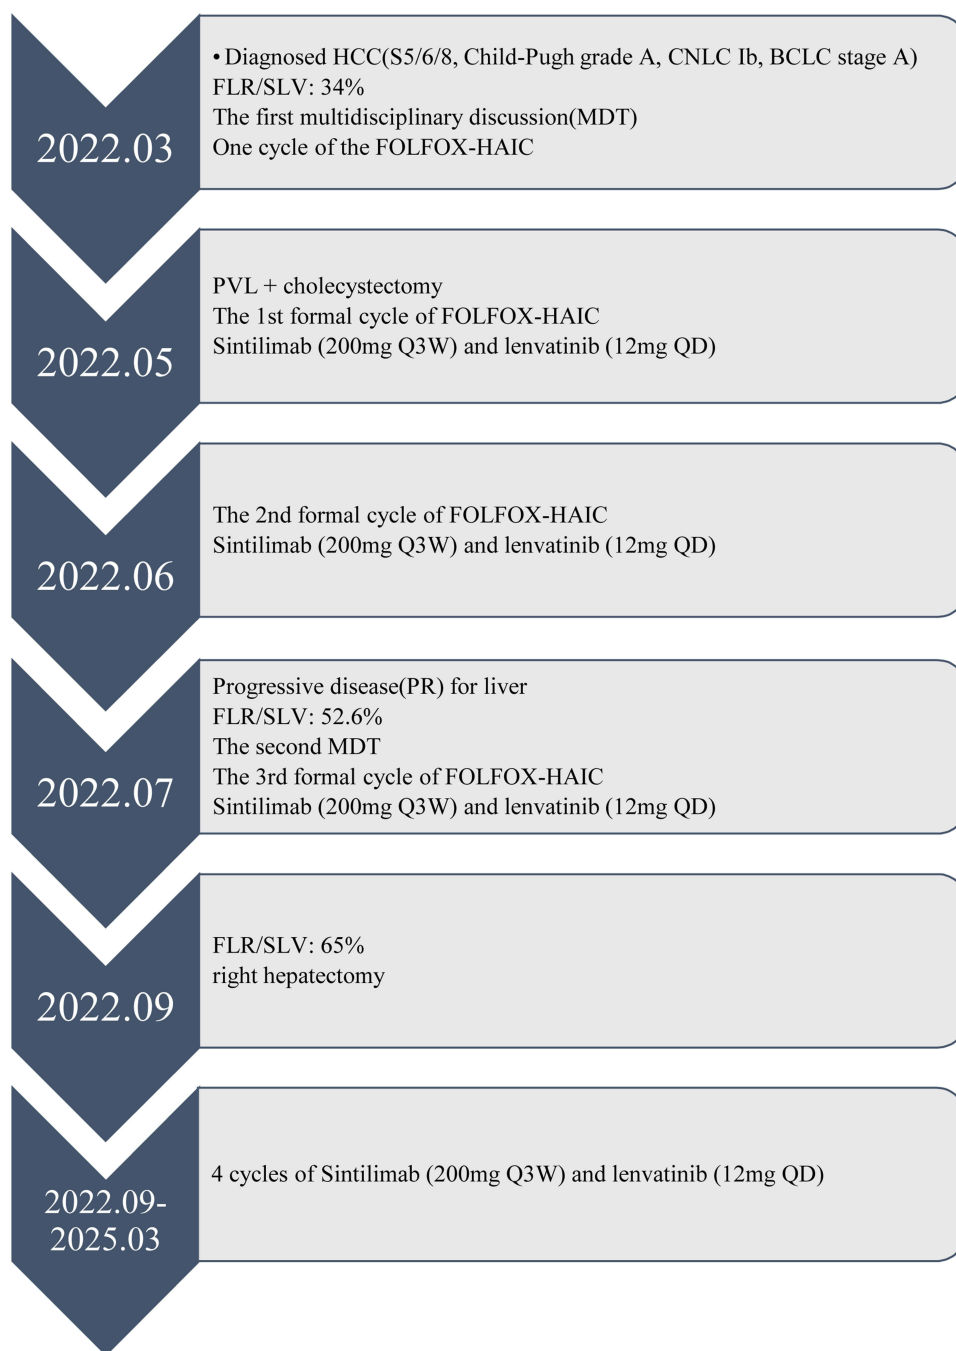 2022.03
• Diagnosed HCC(S5/6/8, Child-Pugh grade A, CNLC Ib, BCLC stage A)
FLR/SLV: 34%
The first multidisciplinary discussion(MDT)
One cycle of the FOLFOX-HAIC
2022.05
PVL + cholecystectomy
The 1st formal cycle of FOLFOX-HAIC
Sintilimab (200mg Q3W) and lenvatinib (12mg QD)
2022.06
The 2nd formal cycle of FOLFOX-HAIC
Sintilimab (200mg Q3W) and lenvatinib (12mg QD)
2022.07
Progressive disease(PR) for liver
FLR/SLV: 52.6%
The second MDT
The 3rd formal cycle of FOLFOX-HAIC
Sintilimab (200mg Q3W) and lenvatinib (12mg QD)
2022.09
FLR/SLV: 65%
right hepatectomy
2022.09-
2025.03
4 cycles of Sintilimab (200mg Q3W) and lenvatinib (12mg QD)